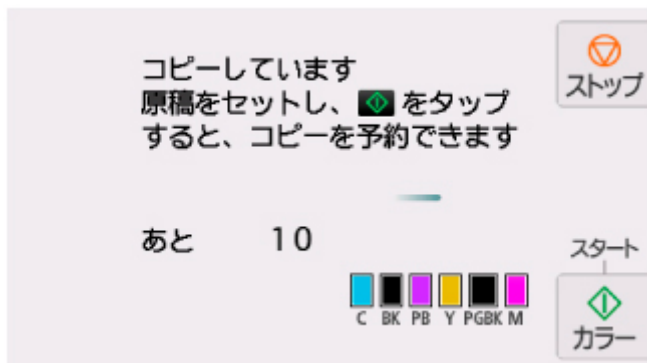 コピーしています
原稿をセットし、 をタップ
すると、コピーを予約できます
ストップ
あと 10
C BK PB Y PGBK M
スタート
カラー